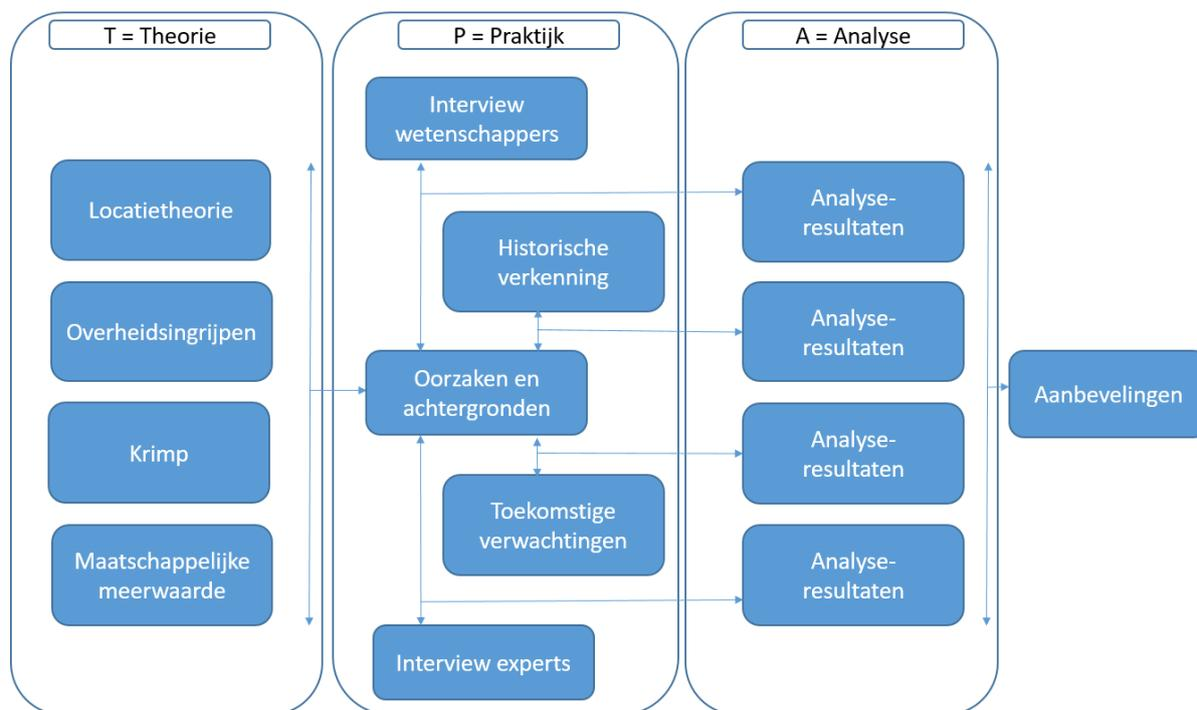 T = Theorie
Locatietheorie
Overheidsingrijpen
Krimp
Maatschappelijke
meerwaarde
P = Praktijk
Interview
wetenschappers
Historische
verkenning
Oorzaken en
achtergronden
Toekomstige
verwachtingen
Interview experts
A = Analyse
Analyse-
resultaten
Analyse-
resultaten
Analyse-
resultaten
Analyse-
resultaten
Aanbevelingen